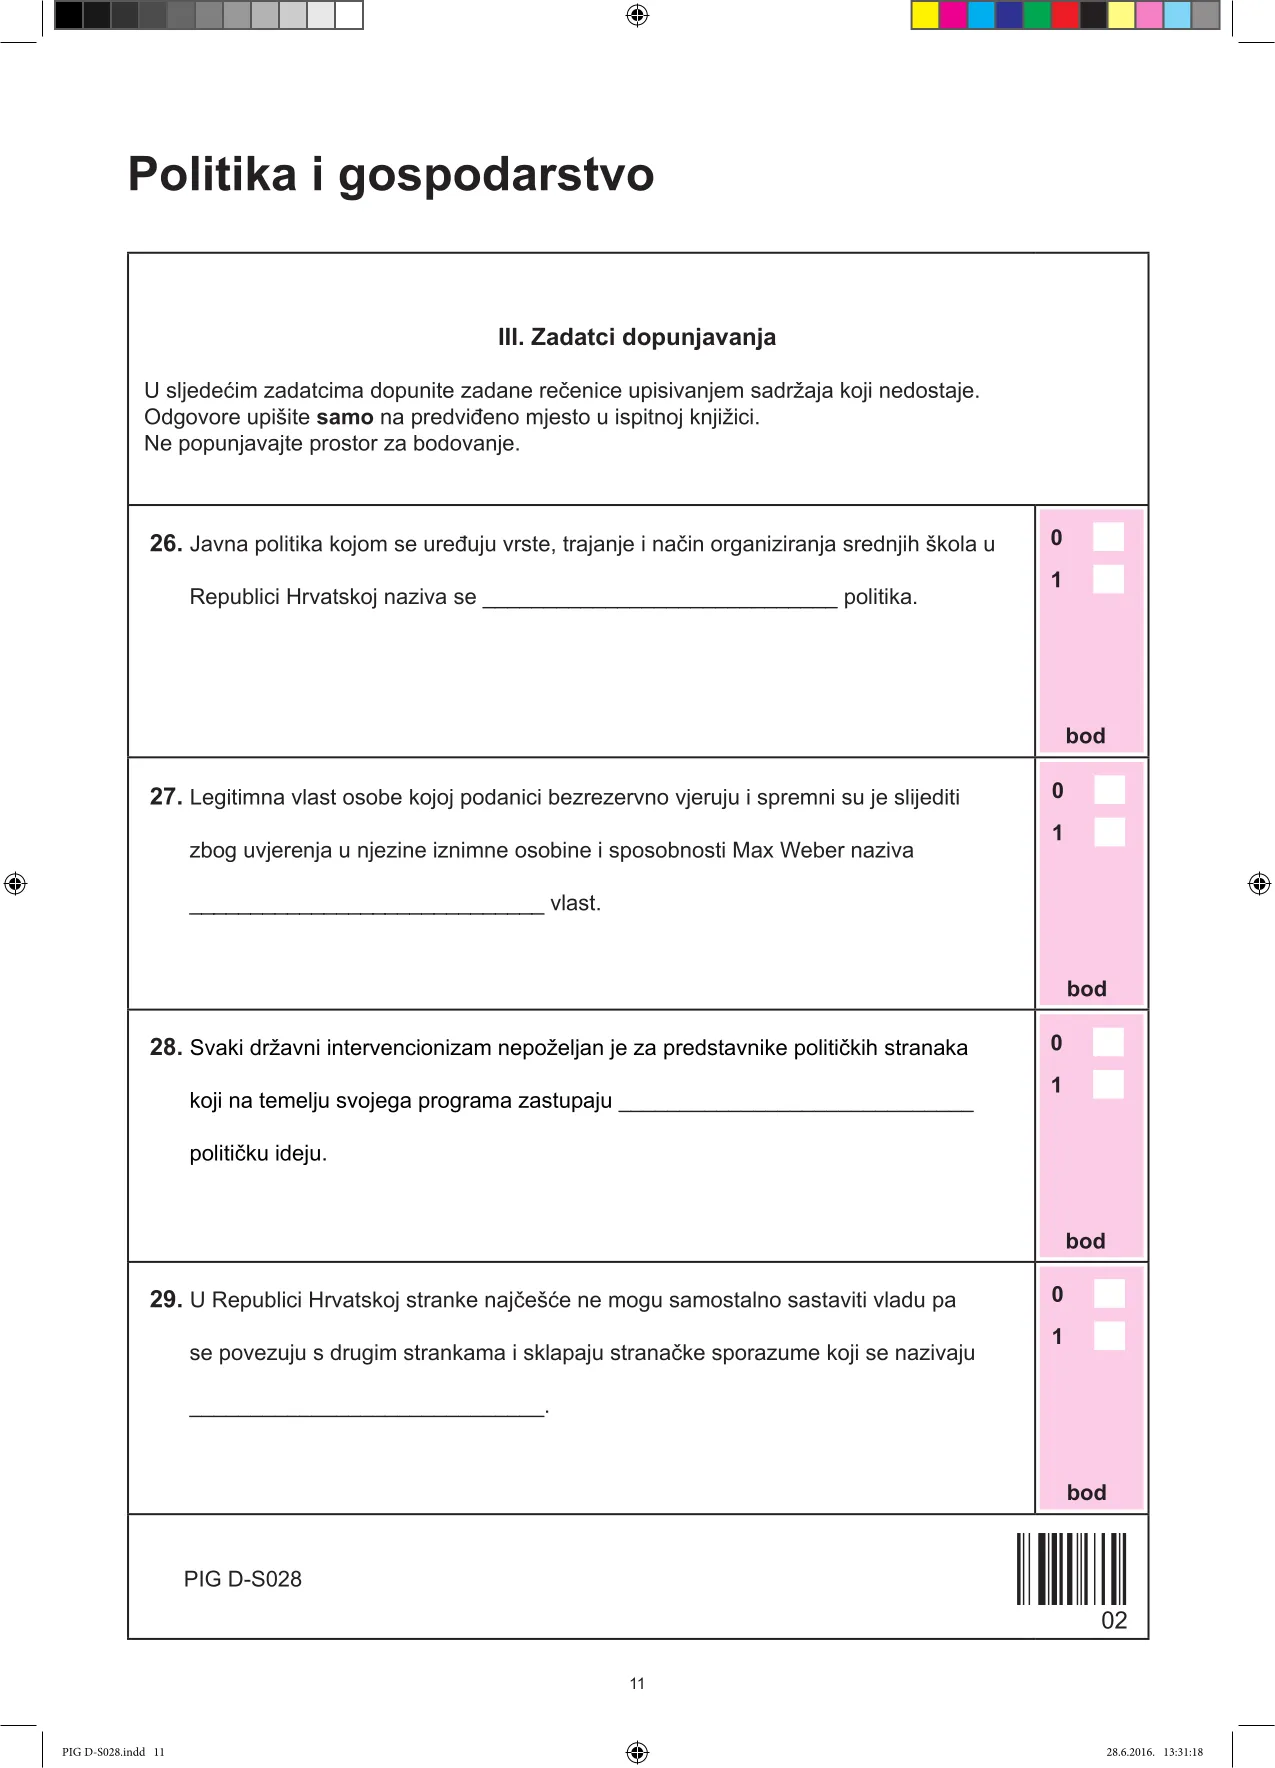 Politika i gospodarstvo
III. Zadatci dopunjavanja
U sljedećim zadatcima dopunite zadane rečenice upisivanjem sadržaja koji nedostaje.
Odgovore upišite samo na predviđeno mjesto u ispitnoj knjižici.
Ne popunjavajte prostor za bodovanje.
26. Javna politika kojom se uređuju vrste, trajanje i način organiziranja srednjih škola u
Republici Hrvatskoj naziva se _____________________________ politika.
0
1
bod
27. Legitimna vlast osobe kojoj podanici bezrezervno vjeruju i spremni su je slijediti
zbog uvjerenja u njezine iznimne osobine i sposobnosti Max Weber naziva
_____________________________ vlast.
0
1
bod
28. Svaki državni intervencionizam nepoželjan je za predstavnike političkih stranaka
koji na temelju svojega programa zastupaju _____________________________
političku ideju.
0
1
bod
29. U Republici Hrvatskoj stranke najčešće ne mogu samostalno sastaviti vladu pa
se povezuju s drugim strankama i sklapaju stranačke sporazume koji se nazivaju
_____________________________.
0
1
bod
PIG D-S028
02
11
PIG D-S028.indd 11
28.6.2016. 13:31:18